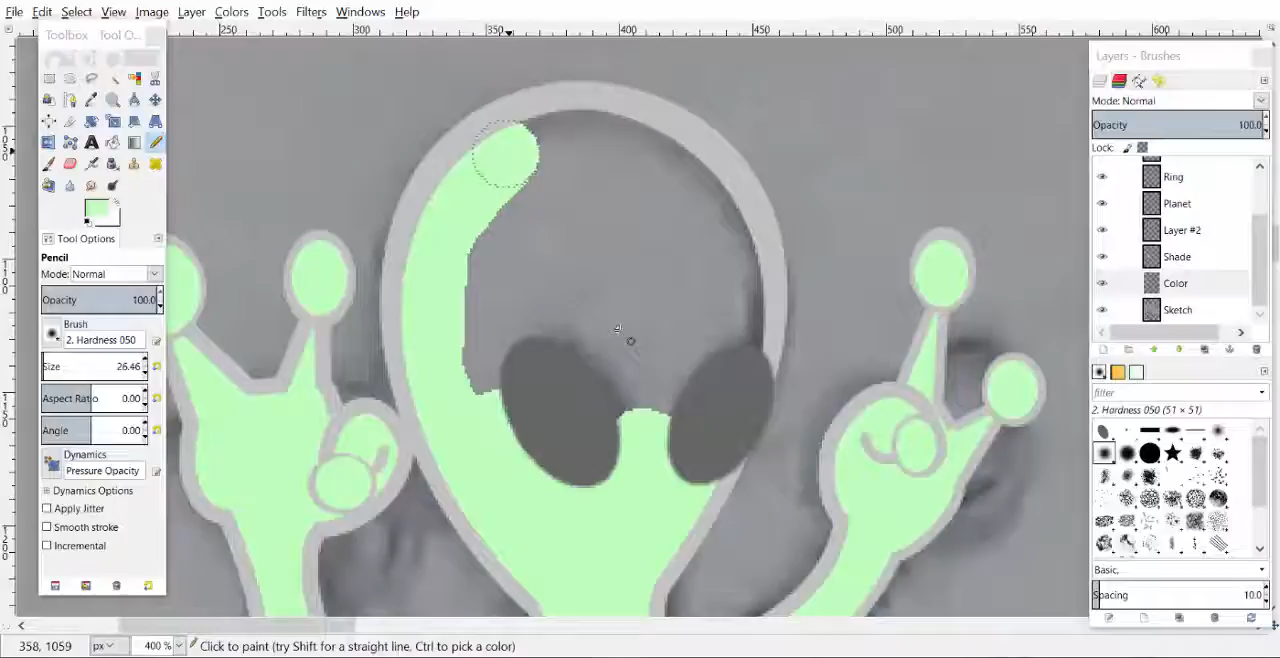 File Edit Select View Image Layer Colors Tools Filters Windows Help
Toolbox Tool O...
250 300 350 400 450 500 550 600
Layers - Brushes
Mode: Normal
Opacity 100.0
Lock:
Ring
Planet
Layer #2
Shade
Color
Sketch
Tool Options
Pencil
Mode: Normal
Opacity 100.0
Brush
2. Hardness 050
Size 26.46
Aspect Ratio 0.00
Angle 0.00
Dynamics
Pressure Opacity
Dynamics Options
Apply Jitter
Smooth stroke
Incremental
filter
2. Hardness 050 (51 × 51)
Basic,
Spacing 10.0
358, 1059 px 400 % Click to paint (try Shift for a straight line, Ctrl to pick a color)